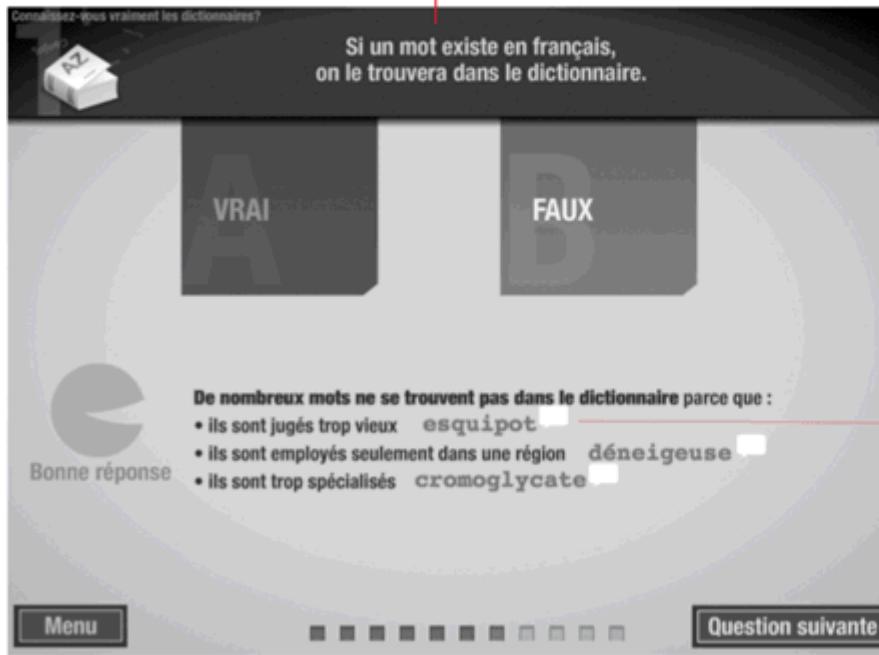 Connaissez-vous vraiment les dictionnaires?
1
AZ
Si un mot existe en français,
on le trouvera dans le dictionnaire.
A
VRAI
B
FAUX
De nombreux mots ne se trouvent pas dans le dictionnaire parce que :
• ils sont jugés trop vieux esquipot
• ils sont employés seulement dans une région déneigeuse
• ils sont trop spécialisés cromoglycate
Bonne réponse
Menu
Question suivante